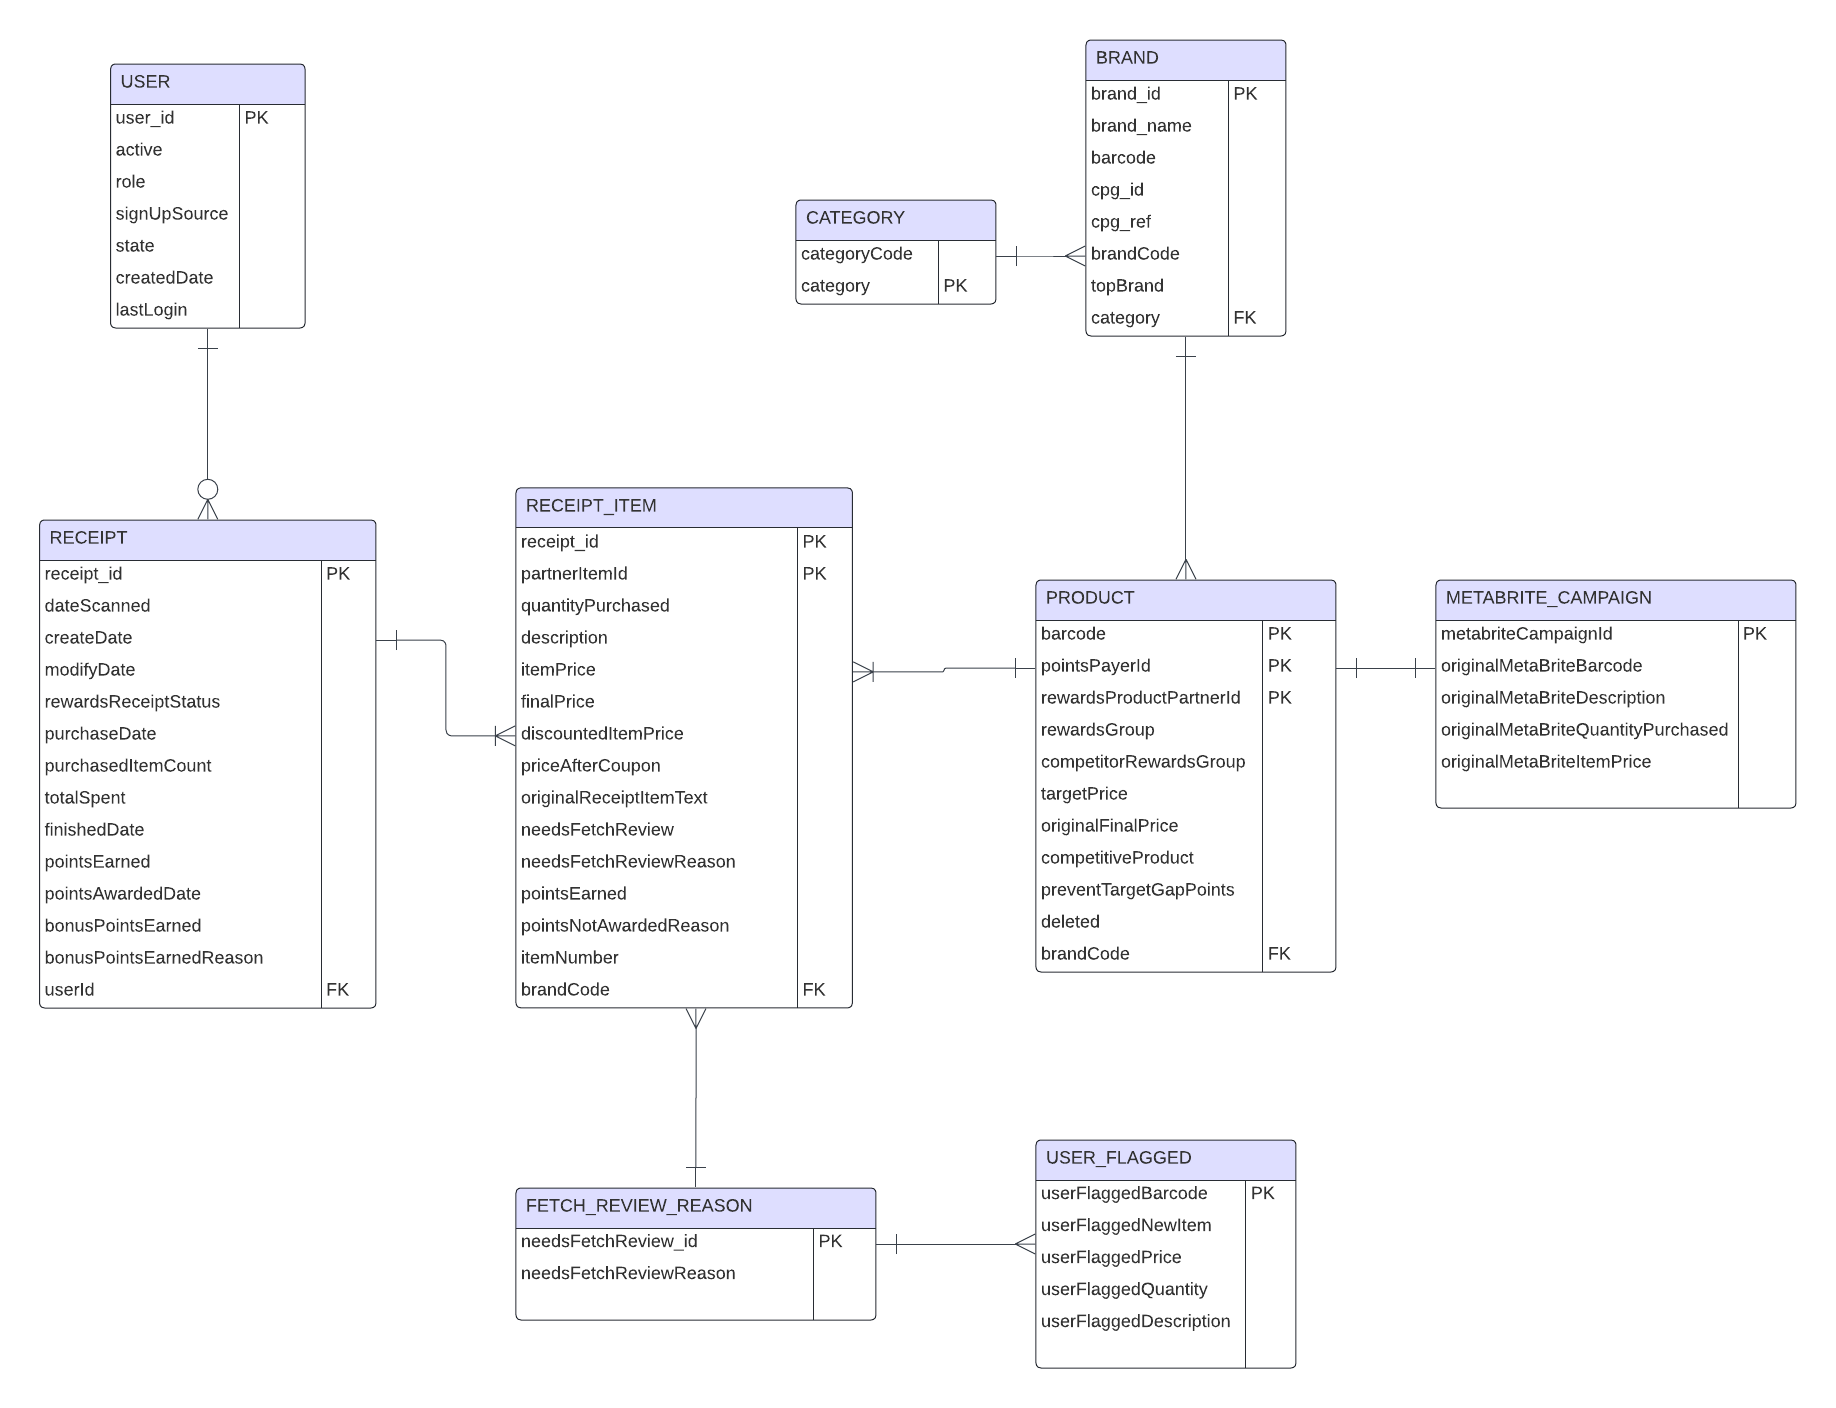 USER
user_id PK
active
role
signUpSource
state
createdDate
lastLogin
BRAND
brand_id PK
brand_name
barcode
cpg_id
cpg_ref
brandCode
topBrand
category FK
CATEGORY
categoryCode
category PK
RECEIPT
receipt_id PK
dateScanned
createDate
modifyDate
rewardsReceiptStatus
purchaseDate
purchasedItemCount
totalSpent
finishedDate
pointsEarned
pointsAwardedDate
bonusPointsEarned
bonusPointsEarnedReason
userId FK
RECEIPT_ITEM
receipt_id PK
partnerItemId PK
quantityPurchased
description
itemPrice
finalPrice
discountedItemPrice
priceAfterCoupon
originalReceiptItemText
needsFetchReview
needsFetchReviewReason
pointsEarned
pointsNotAwardedReason
itemNumber
brandCode FK
PRODUCT
barcode PK
pointsPayerId PK
rewardsProductPartnerId PK
rewardsGroup
competitorRewardsGroup
targetPrice
originalFinalPrice
competitiveProduct
preventTargetGapPoints
deleted
brandCode FK
METABRITE_CAMPAIGN
metabriteCampaignId PK
originalMetaBriteBarcode
originalMetaBriteDescription
originalMetaBriteQuantityPurchased
originalMetaBriteItemPrice
FETCH_REVIEW_REASON
needsFetchReview_id PK
needsFetchReviewReason
USER_FLAGGED
userFlaggedBarcode PK
userFlaggedNewItem
userFlaggedPrice
userFlaggedQuantity
userFlaggedDescription